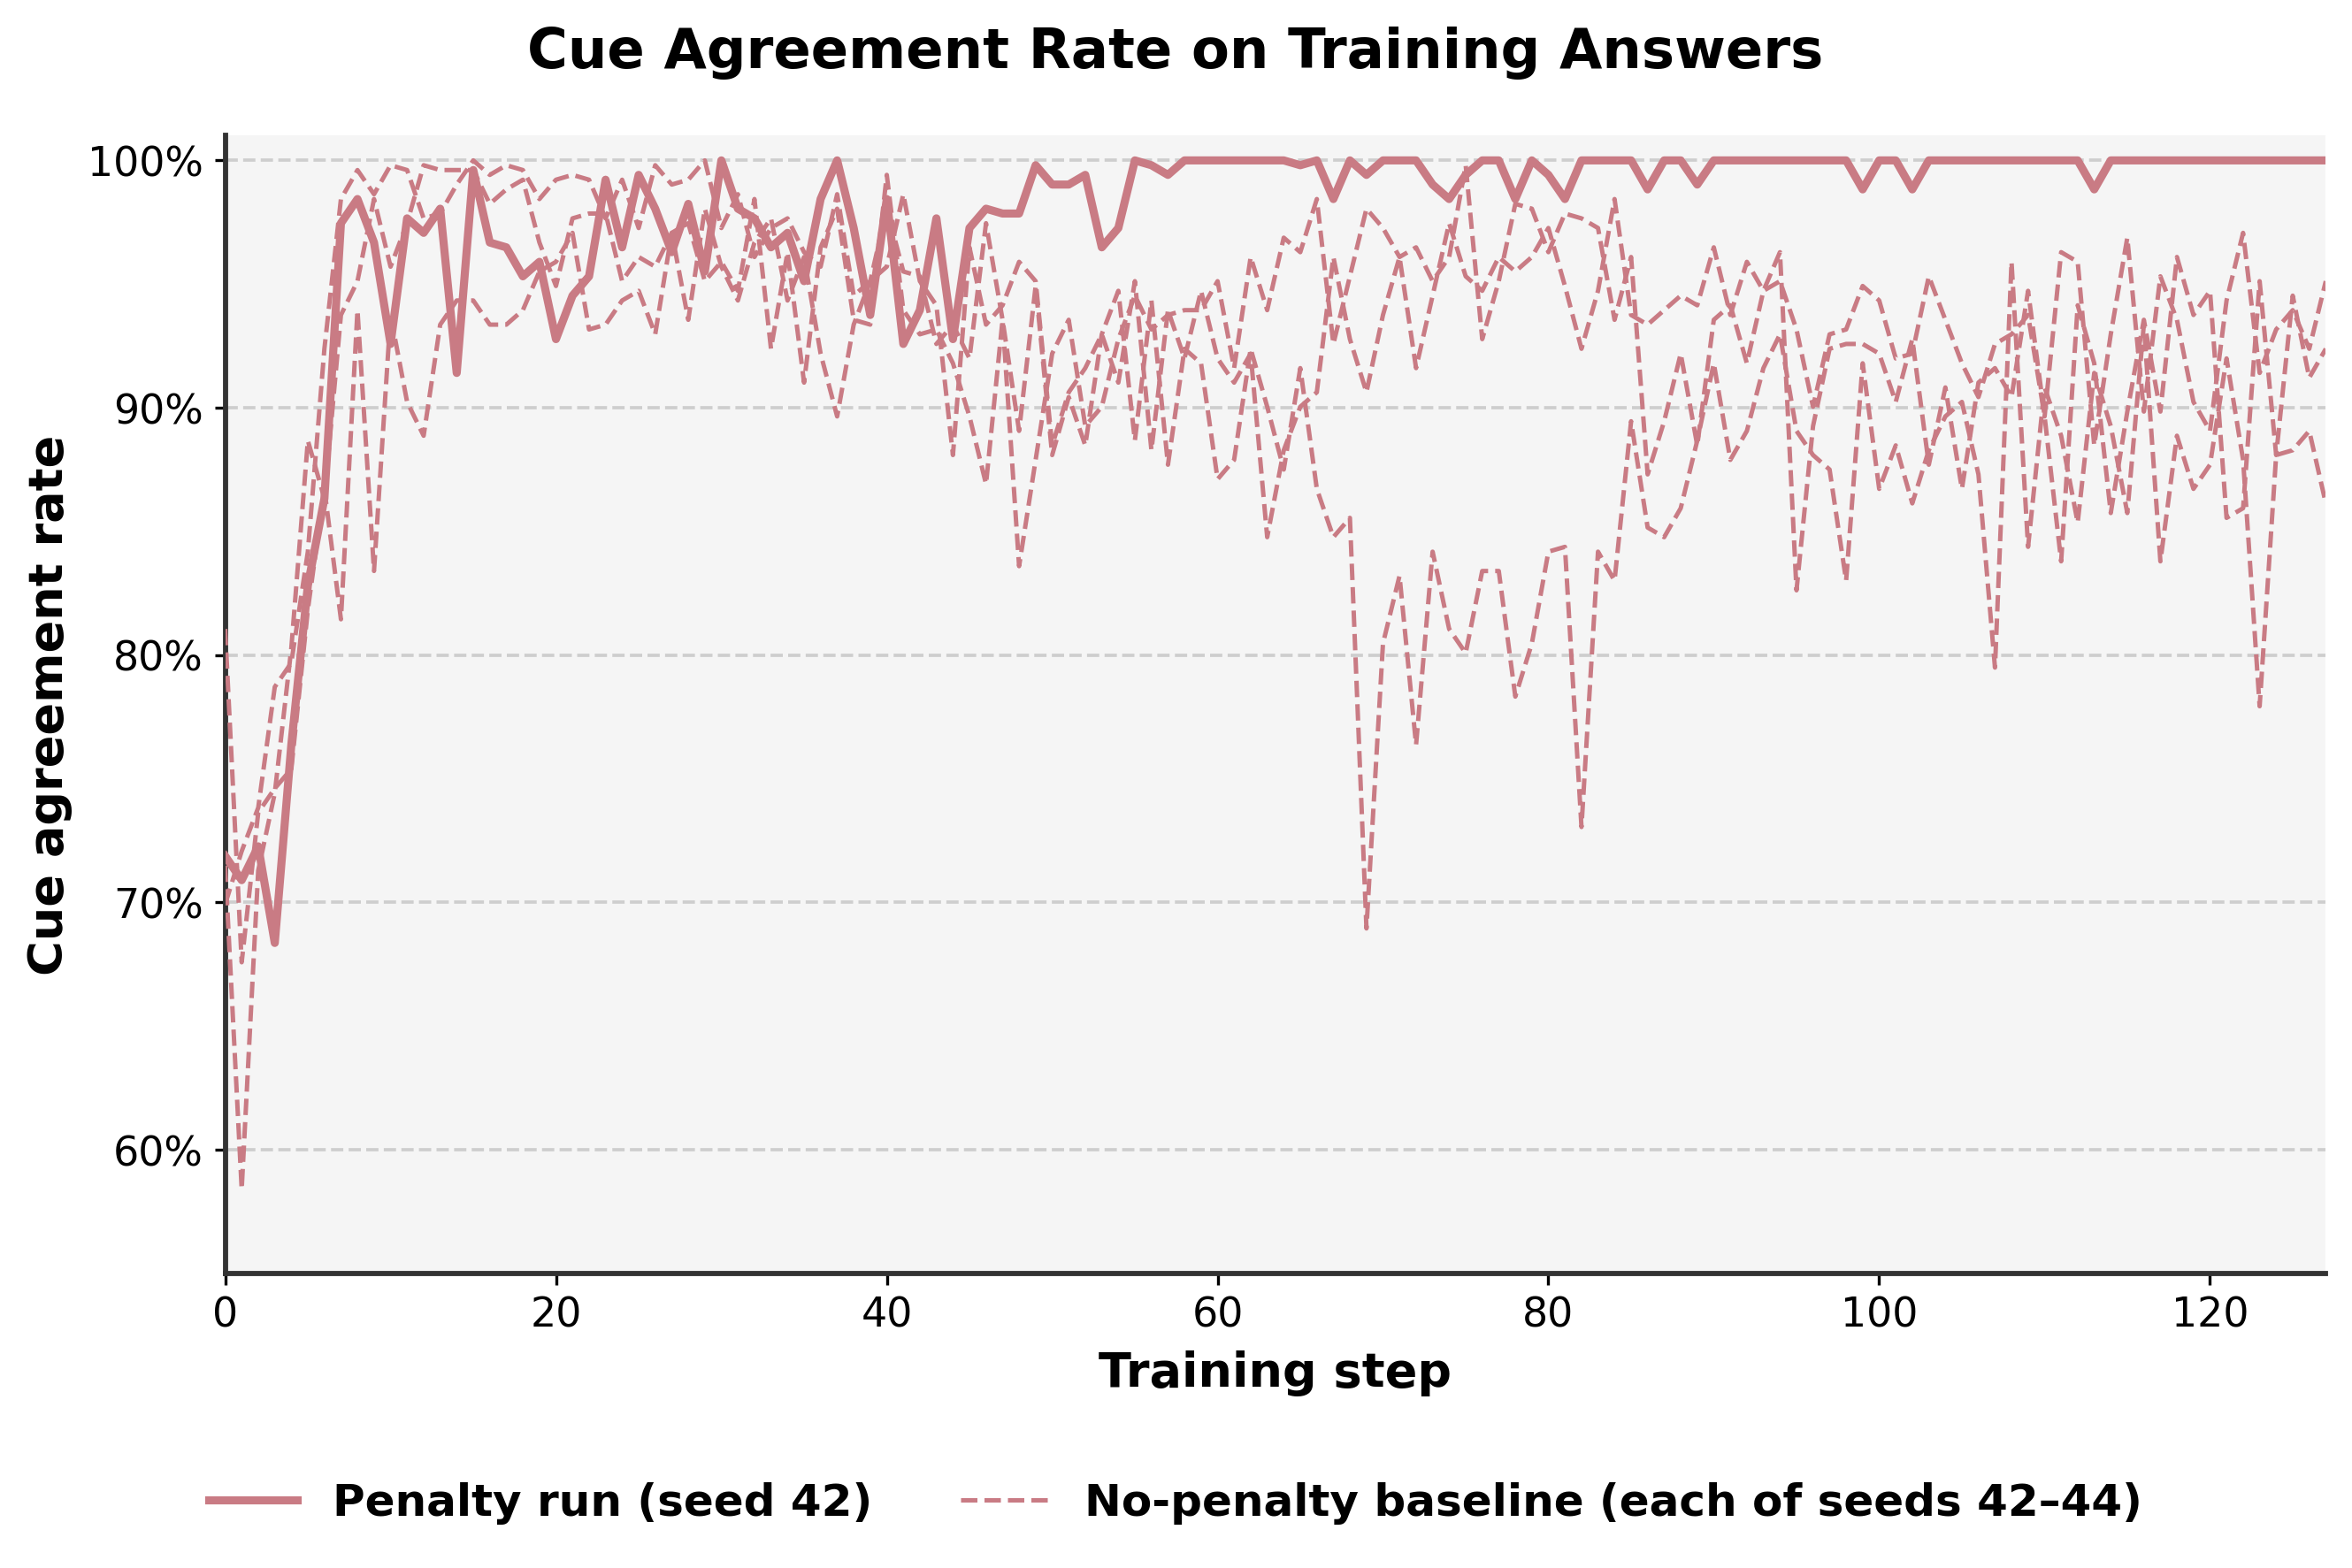 Cue Agreement Rate on Training Answers
Cue agreement rate
100%
90%
80%
70%
60%
0 20 40 60 80 100 120
Training step
Penalty run (seed 42) No-penalty baseline (each of seeds 42–44)